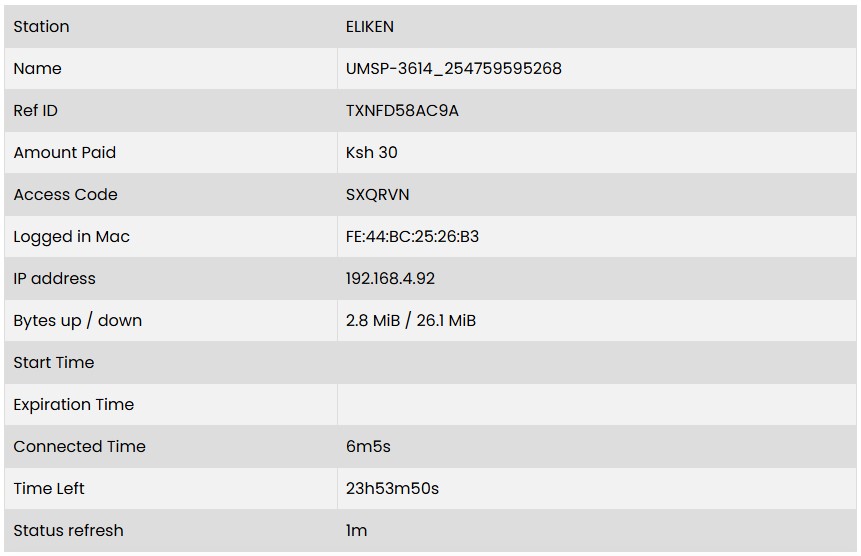 Station ELIKEN
Name UMSP-3614_254759595268
Ref ID TXNFD58AC9A
Amount Paid Ksh 30
Access Code SXQRVN
Logged in Mac FE:44:BC:25:26:B3
IP address 192.168.4.92
Bytes up / down 2.8 MiB / 26.1 MiB
Start Time
Expiration Time
Connected Time 6m5s
Time Left 23h53m50s
Status refresh 1m